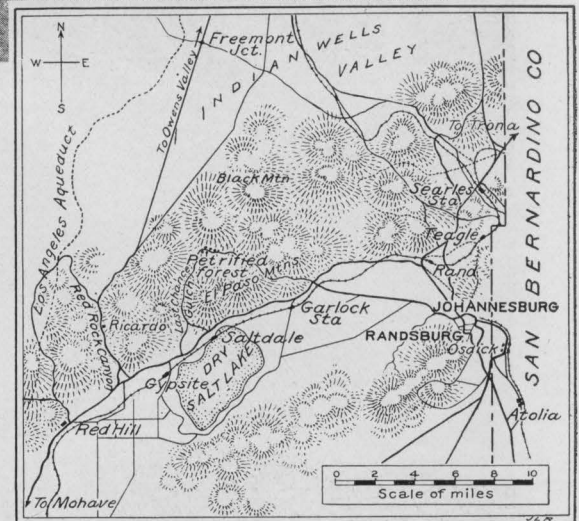 N
W
E
S
Freemont
Jct.
INDIAN WELLS
VALLEY
To Owens Valley
Los Angeles Aqueduct
To Trona
SAN BERNARDINO CO
Black Mtn.
Searles
Sta
Teagle
Petrified
forest
El Paso Mtns
Rand
Red Rock Canyon
Ricardo
Gulch
Garlock
Sta
JOHANNESBURG
RANDSBURG
Osdick
Saltdale
DRY
SALT LAKE
Gypsite
Atolia
Red Hill
To Mohave
0 2 4 6 8 10
Scale of miles